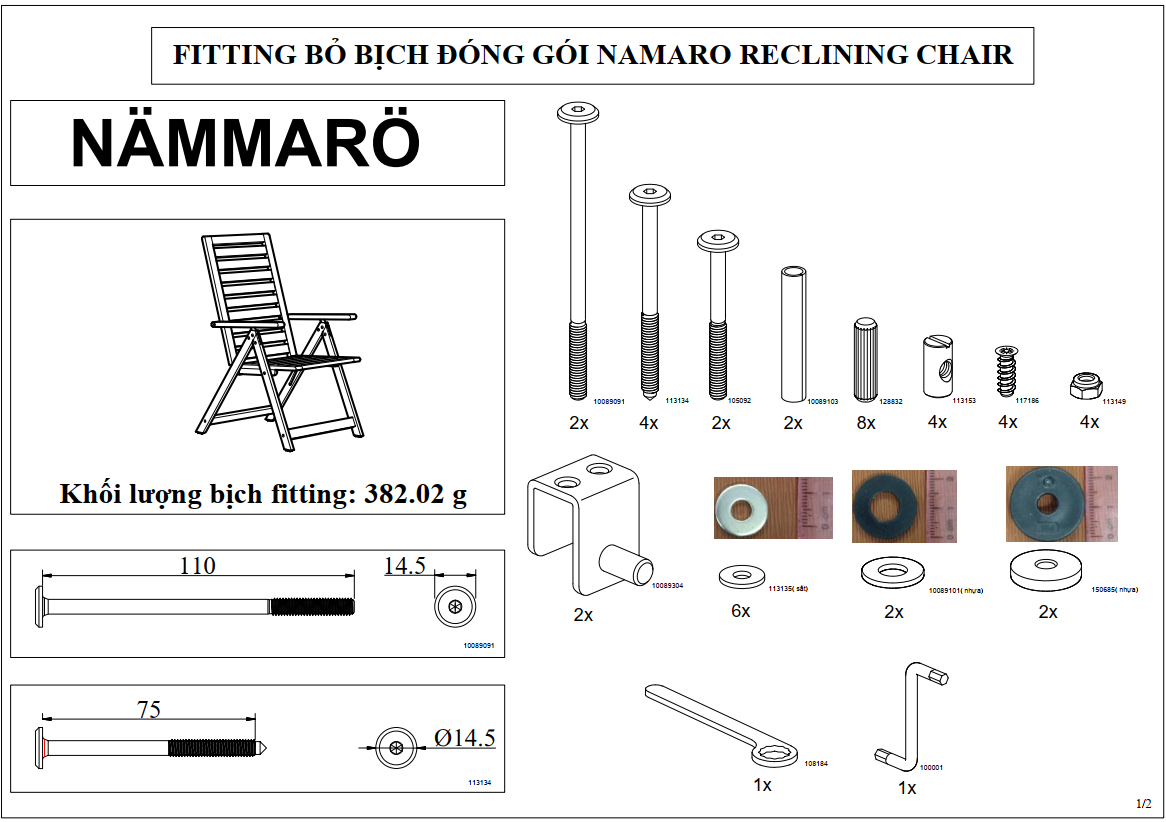 FITTING BỎ BỊCH ĐÓNG GÓI NAMARO RECLINING CHAIR
NÄMMARÖ
Khối lượng bịch fitting: 382.02 g
110
14.5
10089091
75
Ø14.5
113134
10089091
113134
105092
10089103
128832
113153
117186
113149
2x
4x
2x
2x
8x
4x
4x
4x
10089304
2x
113135( sắt)
6x
10089101( nhựa)
2x
150685( nhựa)
2x
108184
1x
100001
1x
1/2